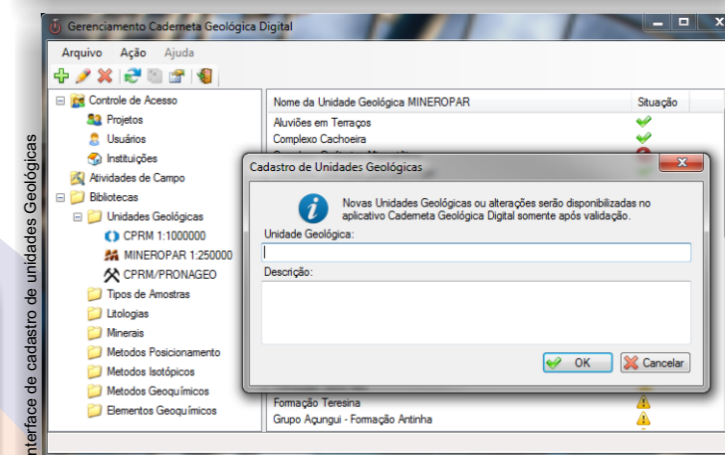 Gerenciamento Caderneta Geológica Digital
Arquivo Ação Ajuda
Controle de Acesso
Projetos
Usuários
Instituições
Atividades de Campo
Bibliotecas
Unidades Geológicas
CPRM 1:1000000
MINEROPAR 1:250000
CPRM/PRONAGEO
Tipos de Amostras
Litologias
Minerais
Metodos Posicionamento
Metodos Isotópicos
Metodos Geoquímicos
Elementos Geoquímicos
Nome da Unidade Geológica MINEROPAR Situação
Aluviões em Terraços
Complexo Cachoeira
Cadastro de Unidades Geológicas
Novas Unidades Geológicas ou alterações serão disponibilizadas no
aplicativo Caderneta Geológica Digital somente após validação.
Unidade Geológica:
Descrição:
OK Cancelar
Formação Teresina
Grupo Açungui - Formação Antinha
nterface de cadastro de unidades Geológicas